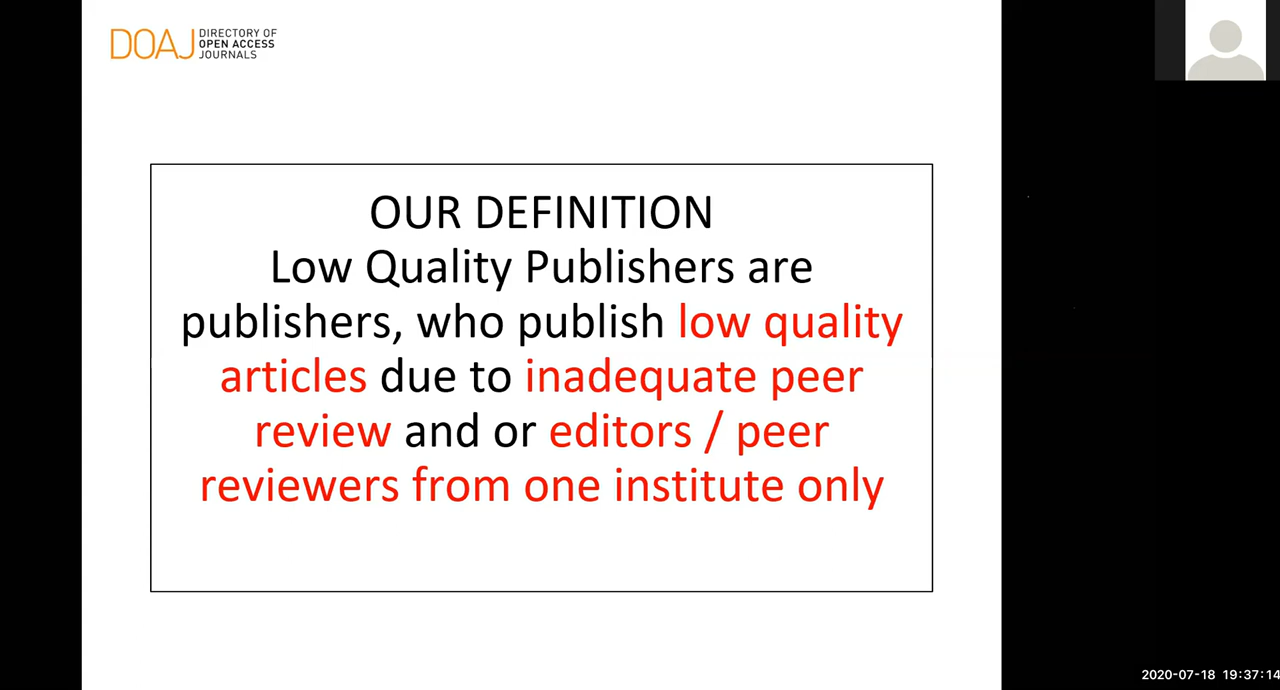 DOAJ
DIRECTORY OF
OPEN ACCESS
JOURNALS
OUR DEFINITION
Low Quality Publishers are
publishers, who publish low quality
articles due to inadequate peer
review and or editors / peer
reviewers from one institute only
2020-07-18 19:37:14